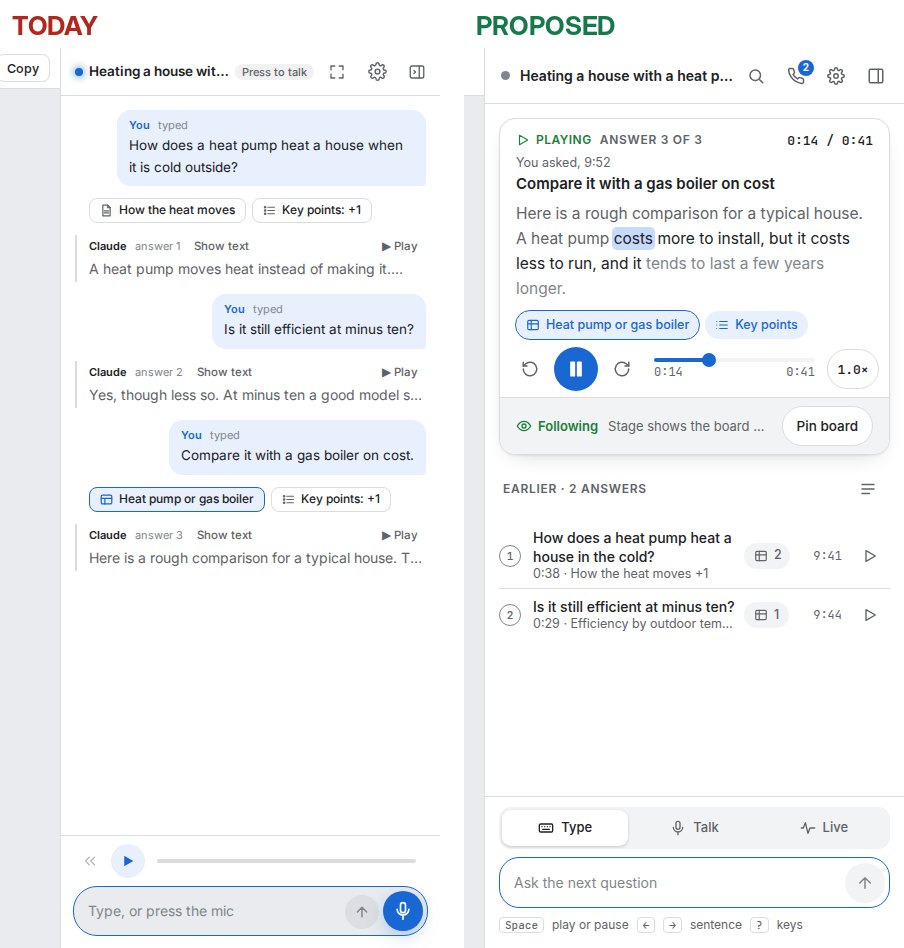 TODAY
Copy
Heating a house wit...
Press to talk
You typed
How does a heat pump heat a house when
it is cold outside?
How the heat moves
Key points: +1
Claude answer 1 Show text
▶ Play
A heat pump moves heat instead of making it....
You typed
Is it still efficient at minus ten?
Claude answer 2 Show text
▶ Play
Yes, though less so. At minus ten a good model s...
You typed
Compare it with a gas boiler on cost.
Heat pump or gas boiler
Key points: +1
Claude answer 3 Show text
▶ Play
Here is a rough comparison for a typical house. T...
Type, or press the mic
PROPOSED
Heating a house with a heat p...
2
PLAYING ANSWER 3 OF 3
0:14 / 0:41
You asked, 9:52
Compare it with a gas boiler on cost
Here is a rough comparison for a typical house.
A heat pump costs more to install, but it costs
less to run, and it tends to last a few years
longer.
Heat pump or gas boiler
Key points
0:14
0:41
1.0×
Following
Stage shows the board ...
Pin board
EARLIER · 2 ANSWERS
1
How does a heat pump heat a
house in the cold?
0:38 · How the heat moves +1
2
9:41
2
Is it still efficient at minus ten?
0:29 · Efficiency by outdoor tem...
1
9:44
Type
Talk
Live
Ask the next question
Space play or pause ← → sentence ? keys